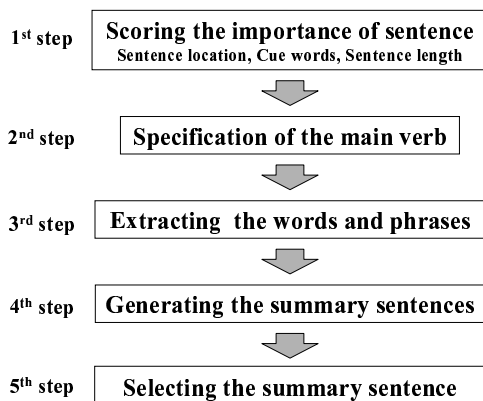 1st step Scoring the importance of sentence
Sentence location, Cue words, Sentence length
2nd step Specification of the main verb
3rd step Extracting the words and phrases
4th step Generating the summary sentences
5th step Selecting the summary sentence